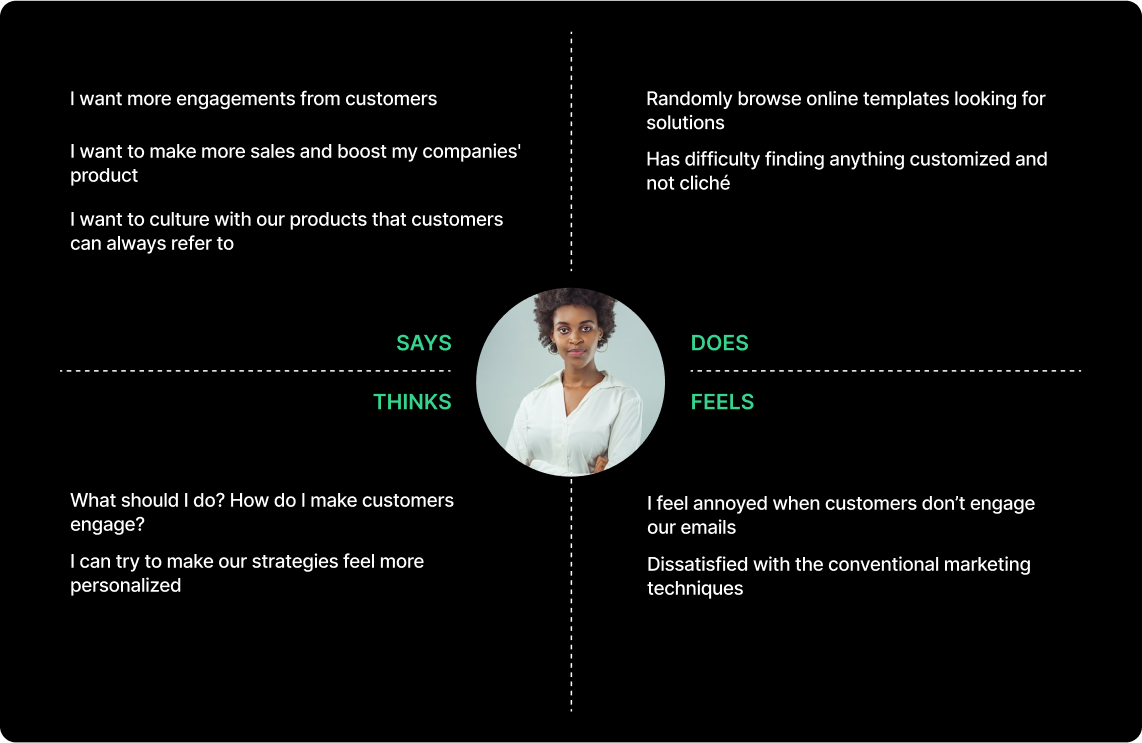 I want more engagements from customers
I want to make more sales and boost my companies'
product
I want to culture with our products that customers
can always refer to
Randomly browse online templates looking for
solutions
Has difficulty finding anything customized and
not cliché
SAYS
DOES
THINKS
FEELS
What should I do? How do I make customers
engage?
I can try to make our strategies feel more
personalized
I feel annoyed when customers don’t engage
our emails
Dissatisfied with the conventional marketing
techniques